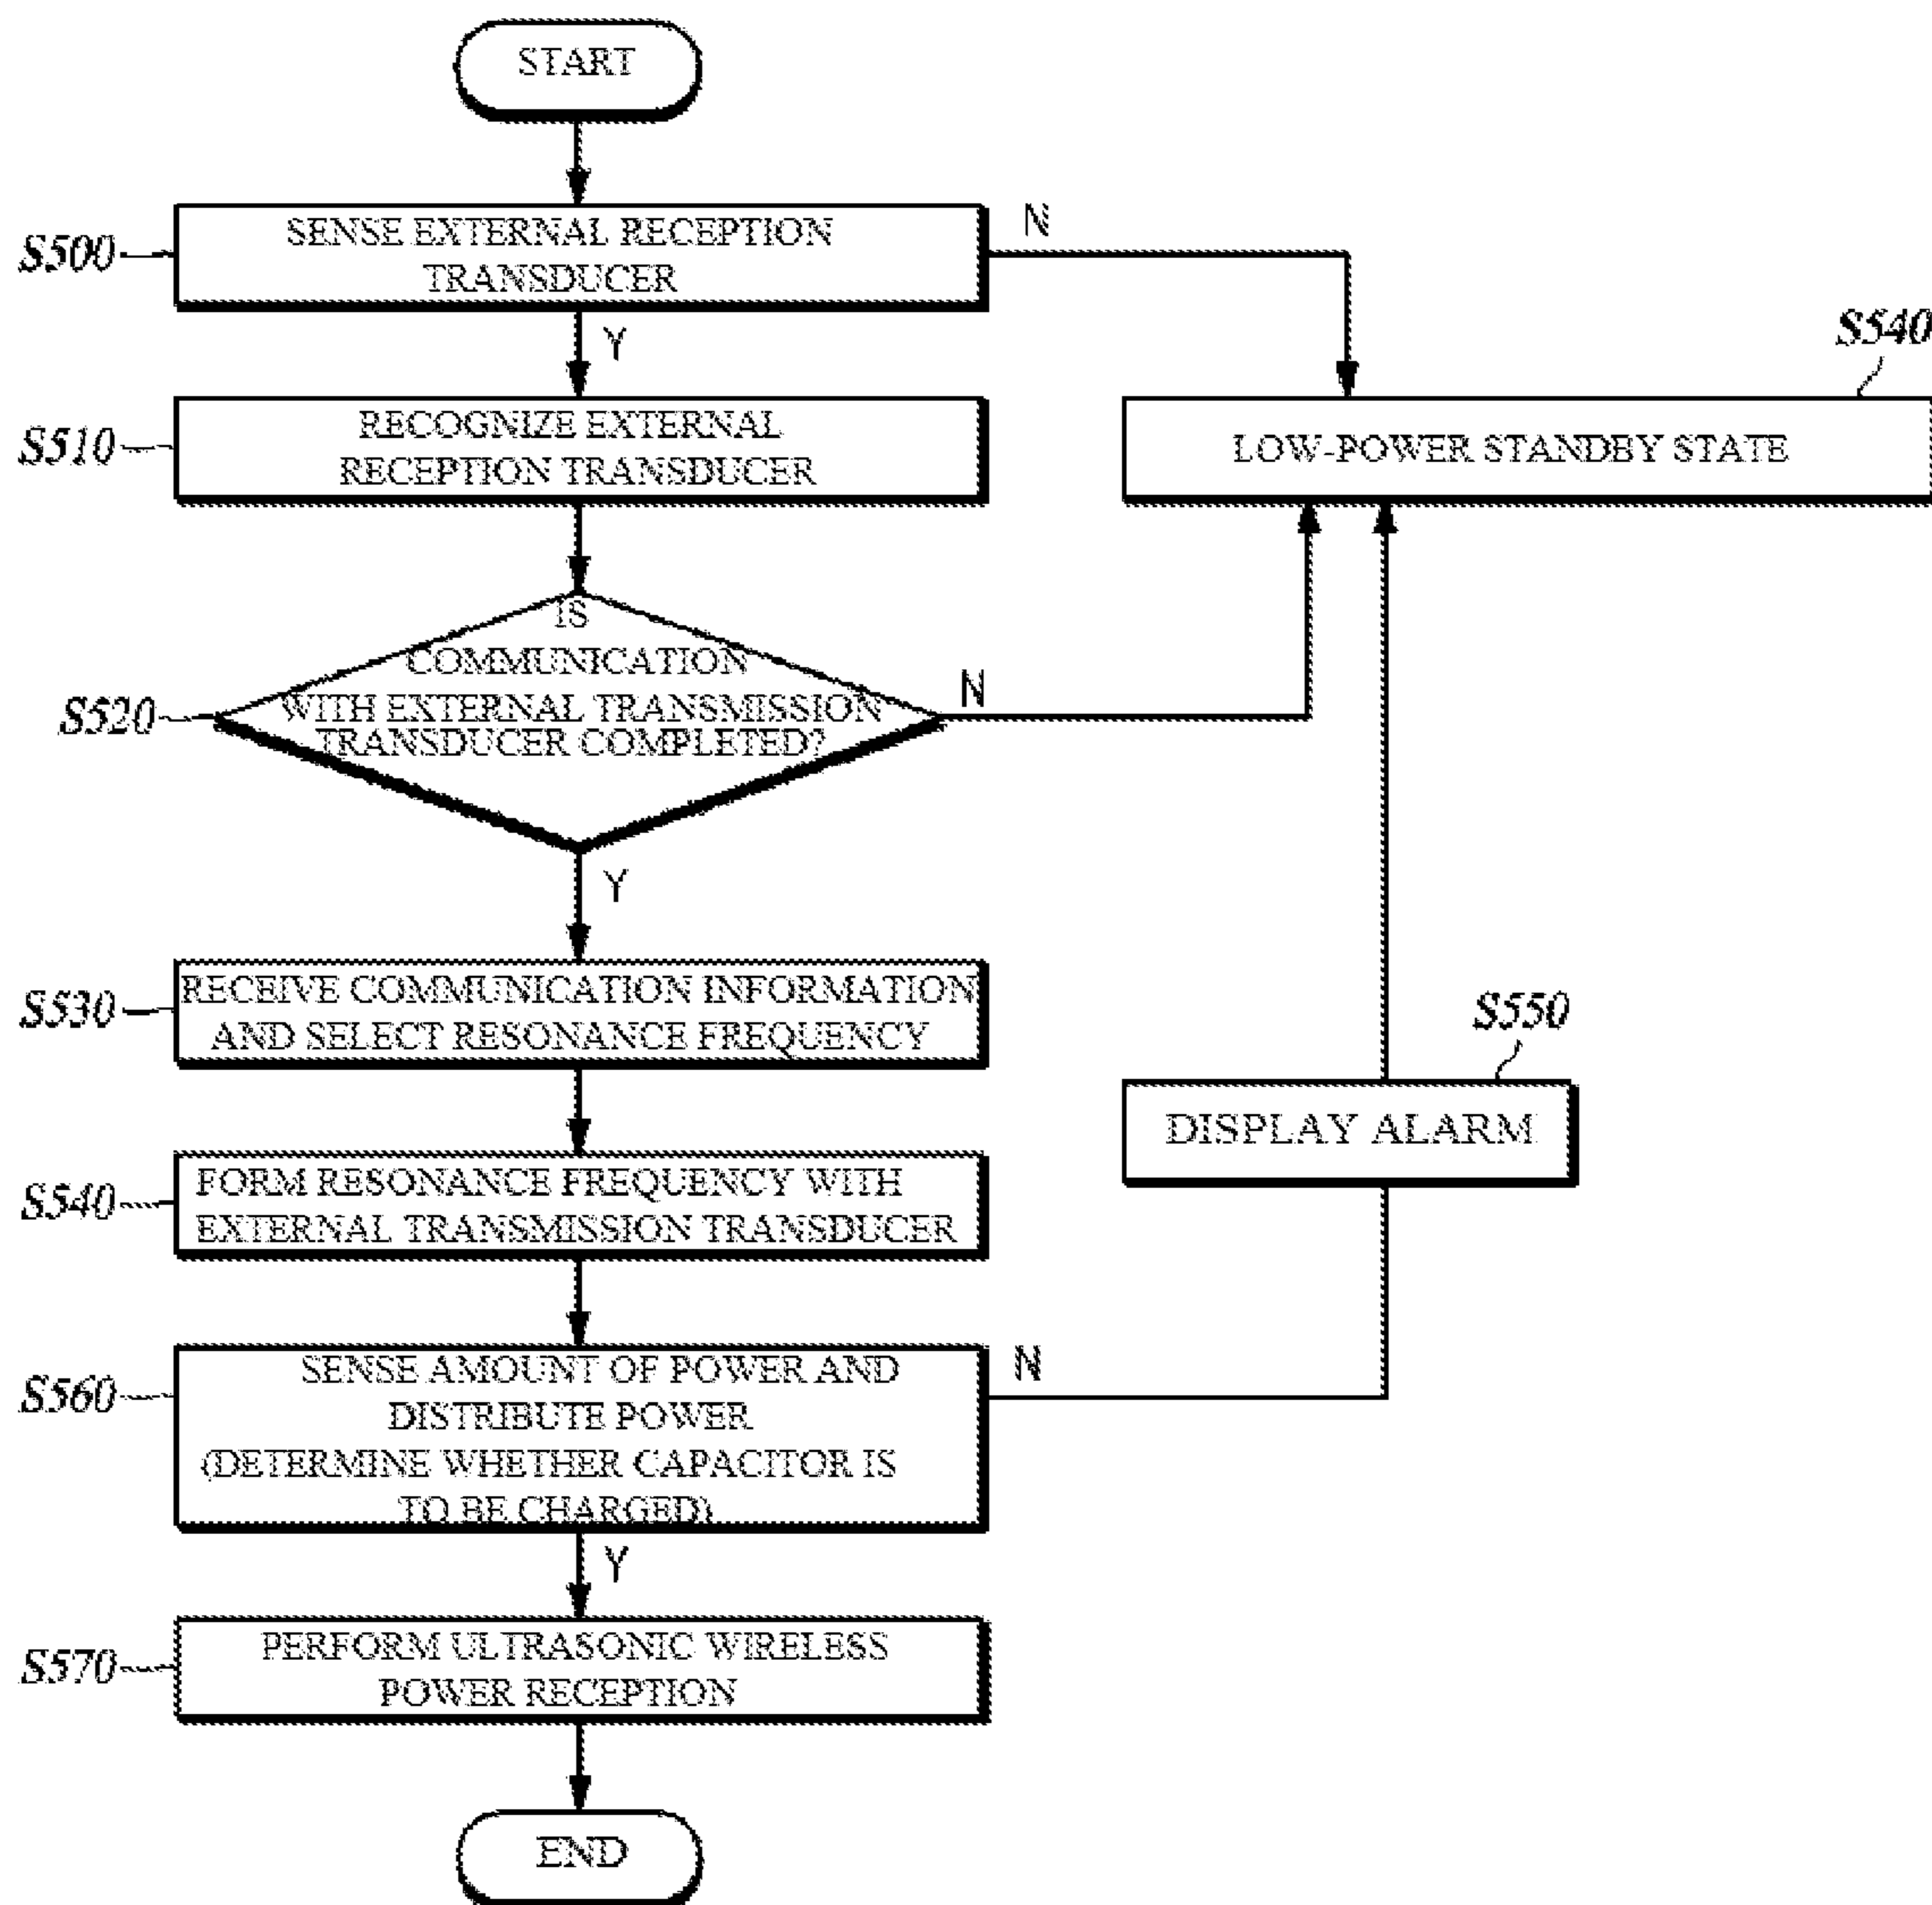 START
S500
SENSE EXTERNAL RECEPTION
TRANSDUCER
N
Y
S510
RECOGNIZE EXTERNAL
RECEPTION TRANSDUCER
S540
LOW-POWER STANDBY STATE
S520
IS
COMMUNICATION
WITH EXTERNAL TRANSMISSION
TRANSDUCER COMPLETED?
N
Y
S530
RECEIVE COMMUNICATION INFORMATION
AND SELECT RESONANCE FREQUENCY
S550
DISPLAY ALARM
S540
FORM RESONANCE FREQUENCY WITH
EXTERNAL TRANSMISSION TRANSDUCER
S560
SENSE AMOUNT OF POWER AND
DISTRIBUTE POWER
(DETERMINE WHETHER CAPACITOR IS
TO BE CHARGED)
N
Y
S570
PERFORM ULTRASONIC WIRELESS
POWER RECEPTION
END